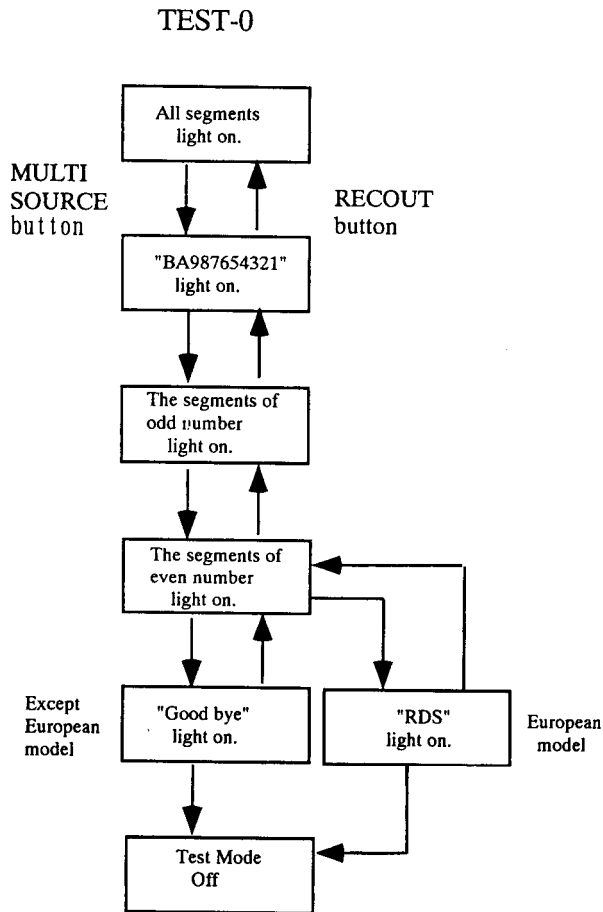 TEST-0
All segments
light on.
MULTI
SOURCE
button
RECOUT
button
"BA987654321"
light on.
The segments of
odd number
light on.
The segments of
even number
light on.
Except
European
model
"Good bye"
light on.
"RDS"
light on.
European
model
Test Mode
Off